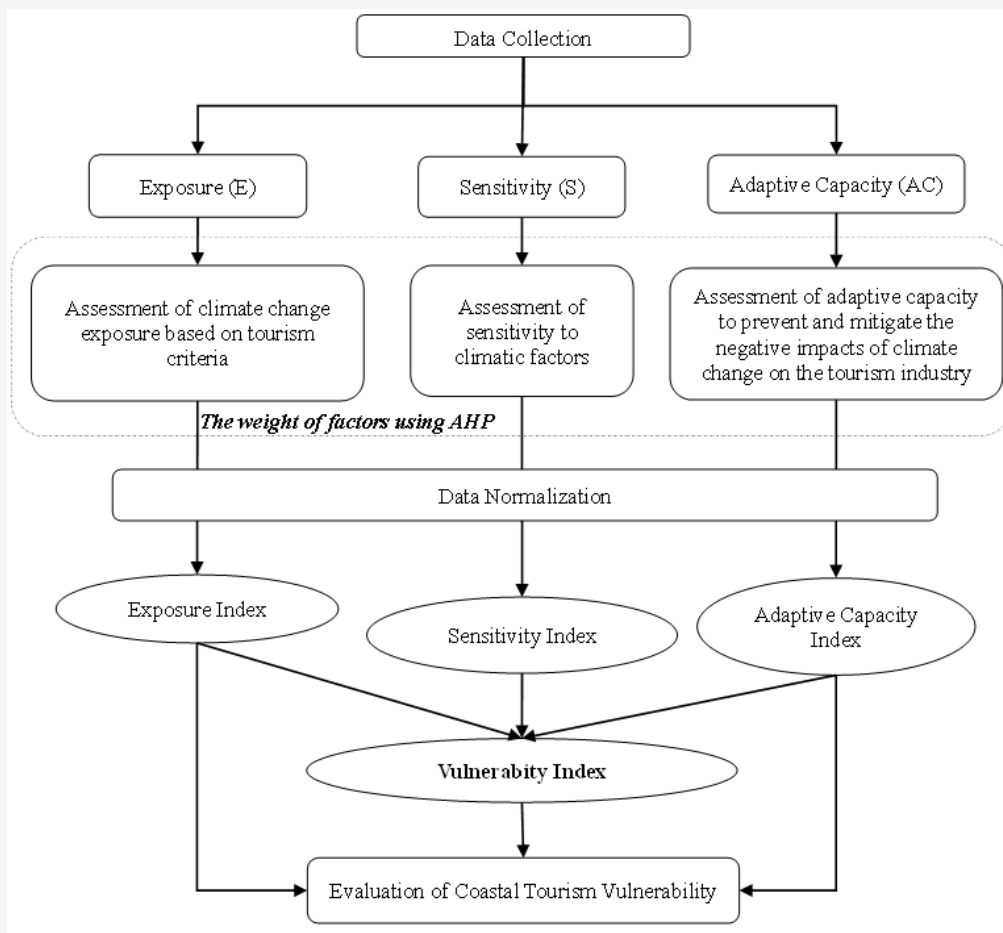 Data Collection
Exposure (E)
Sensitivity (S)
Adaptive Capacity (AC)
Assessment of climate change
exposure based on tourism
criteria
Assessment of
sensitivity to
climatic factors
Assessment of adaptive capacity
to prevent and mitigate the
negative impacts of climate
change on the tourism industry
The weight of factors using AHP
Data Normalization
Exposure Index
Sensitivity Index
Adaptive Capacity
Index
Vulnerabity Index
Evaluation of Coastal Tourism Vulnerability